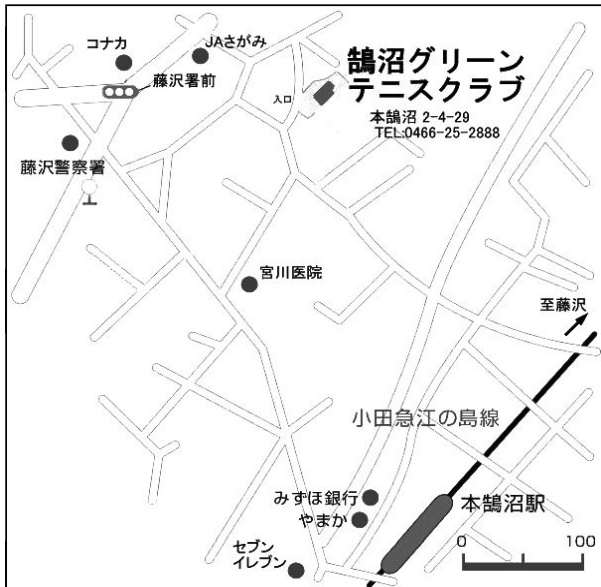 コナカ
JAさがみ
藤沢署前
鵠沼グリーン
テニスクラブ
入口
本鵠沼 2-4-29
TEL:0466-25-2888
藤沢警察署
宮川医院
至藤沢
小田急江の島線
みずほ銀行
やまか
本鵠沼駅
セブン
イレブン
0 100